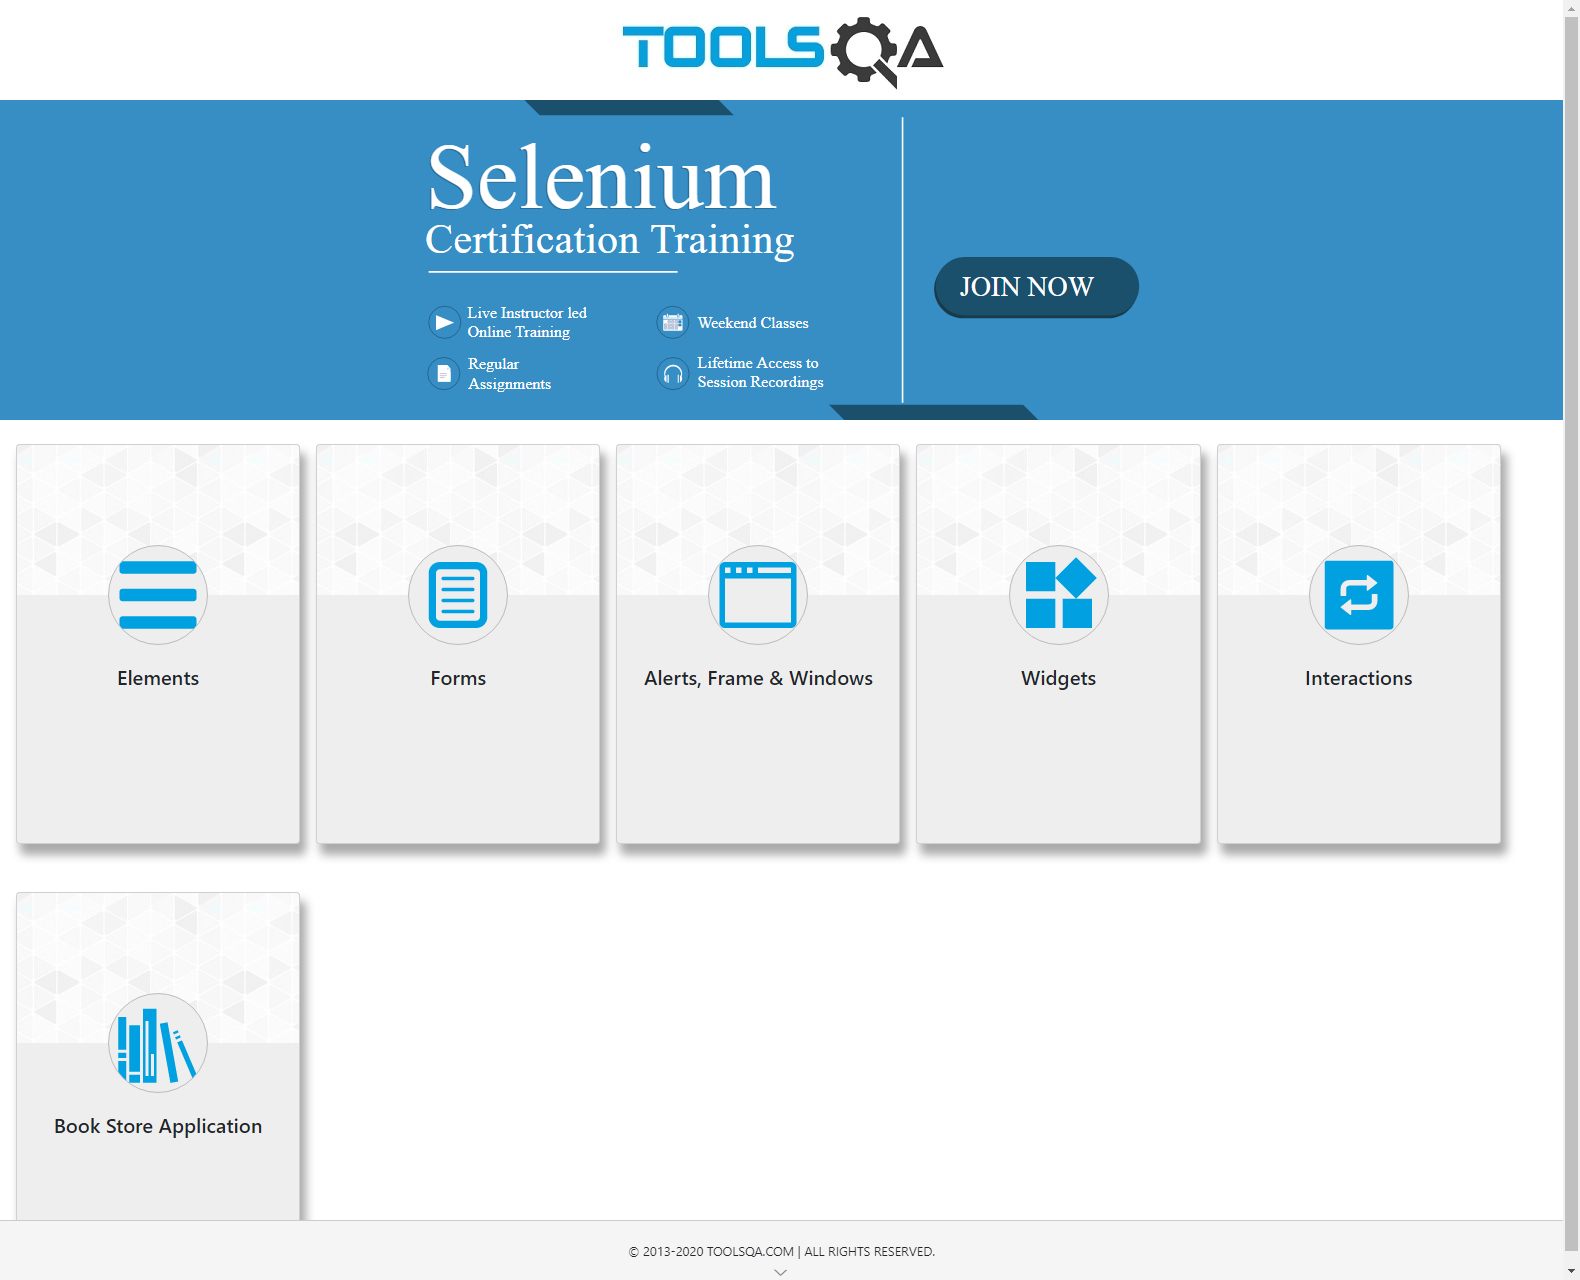 TOOLSQA
Selenium
Certification Training
Live Instructor led
Online Training
Weekend Classes
Regular
Assignments
Lifetime Access to
Session Recordings
JOIN NOW
Elements
Forms
Alerts, Frame & Windows
Widgets
Interactions
Book Store Application
© 2013-2020 TOOLSQA.COM | ALL RIGHTS RESERVED.